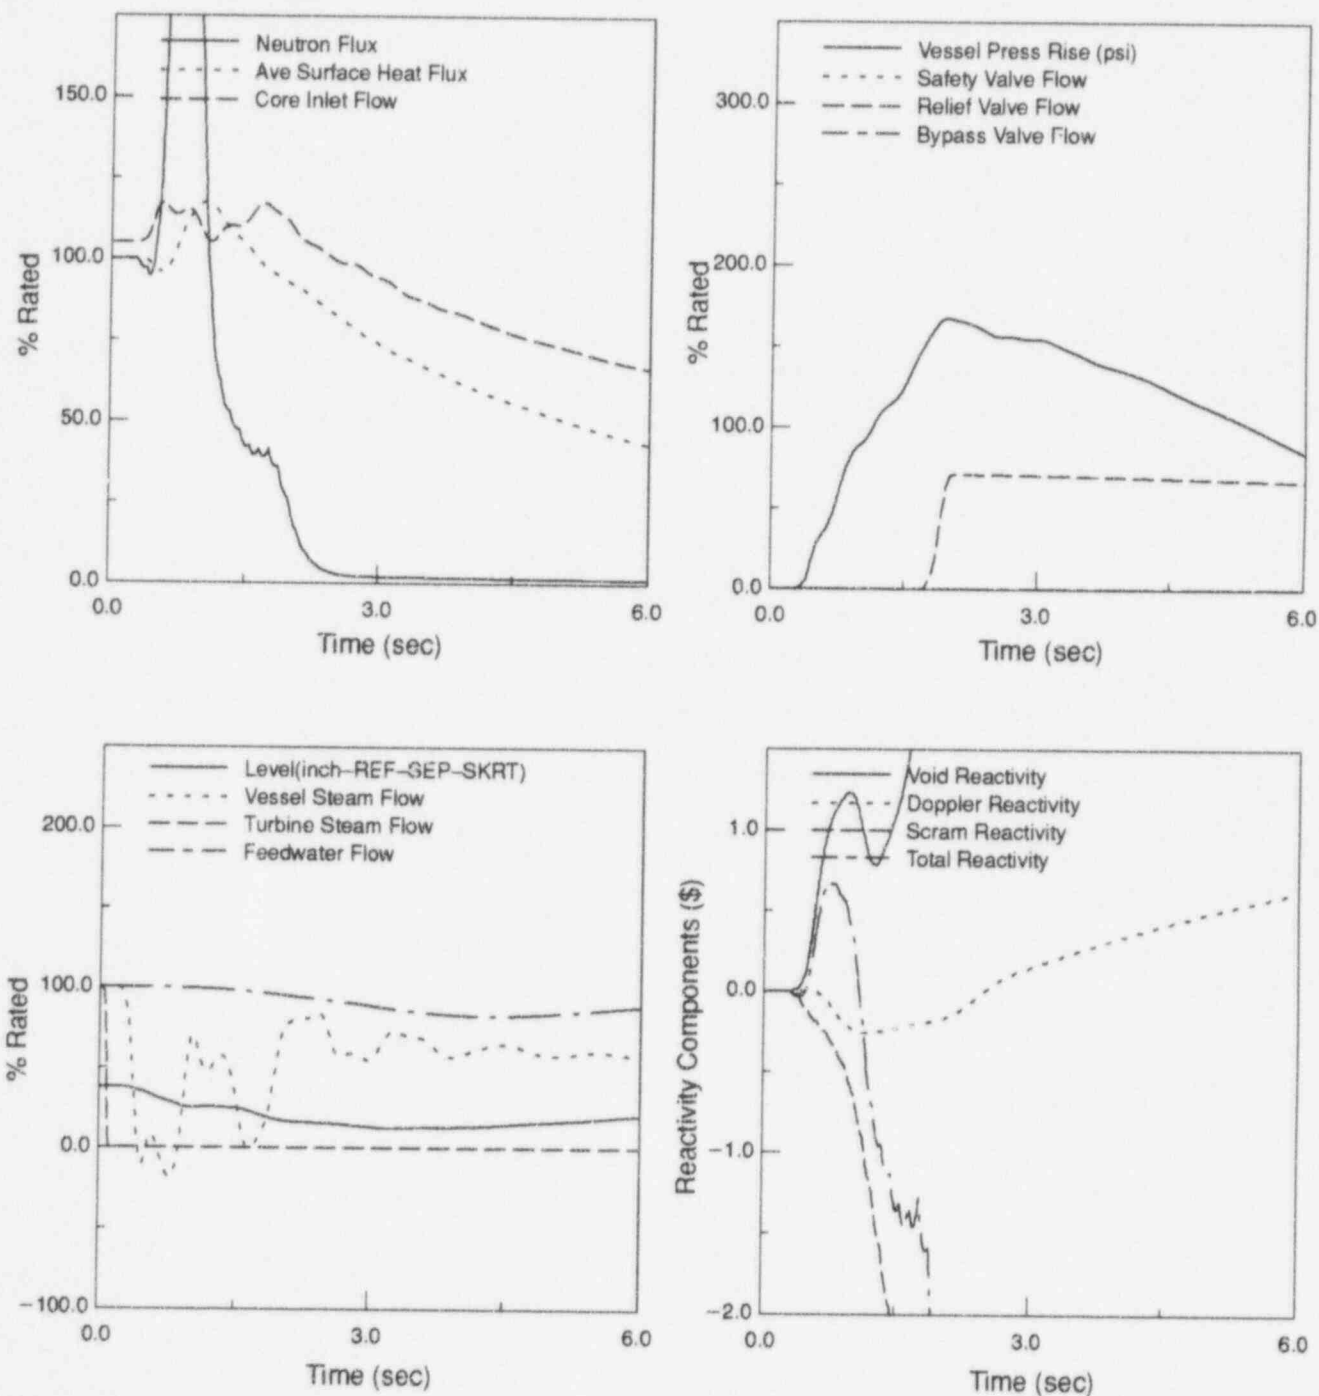 Neutron Flux
Ave Surface Heat Flux
Core Inlet Flow
150.0
100.0
50.0
0.0
% Rated
0.0
3.0
6.0
Time (sec)
Vessel Press Rise (psi)
Safety Valve Flow
Relief Valve Flow
Bypass Valve Flow
300.0
200.0
100.0
0.0
% Rated
0.0
3.0
6.0
Time (sec)
Level(inch-REF-SEP-SKRT)
Vessel Steam Flow
Turbine Steam Flow
Feedwater Flow
200.0
100.0
0.0
-100.0
% Rated
0.0
3.0
6.0
Time (sec)
Void Reactivity
Doppler Reactivity
Scram Reactivity
Total Reactivity
1.0
0.0
-1.0
-2.0
Reactivity Components ($)
0.0
3.0
6.0
Time (sec)